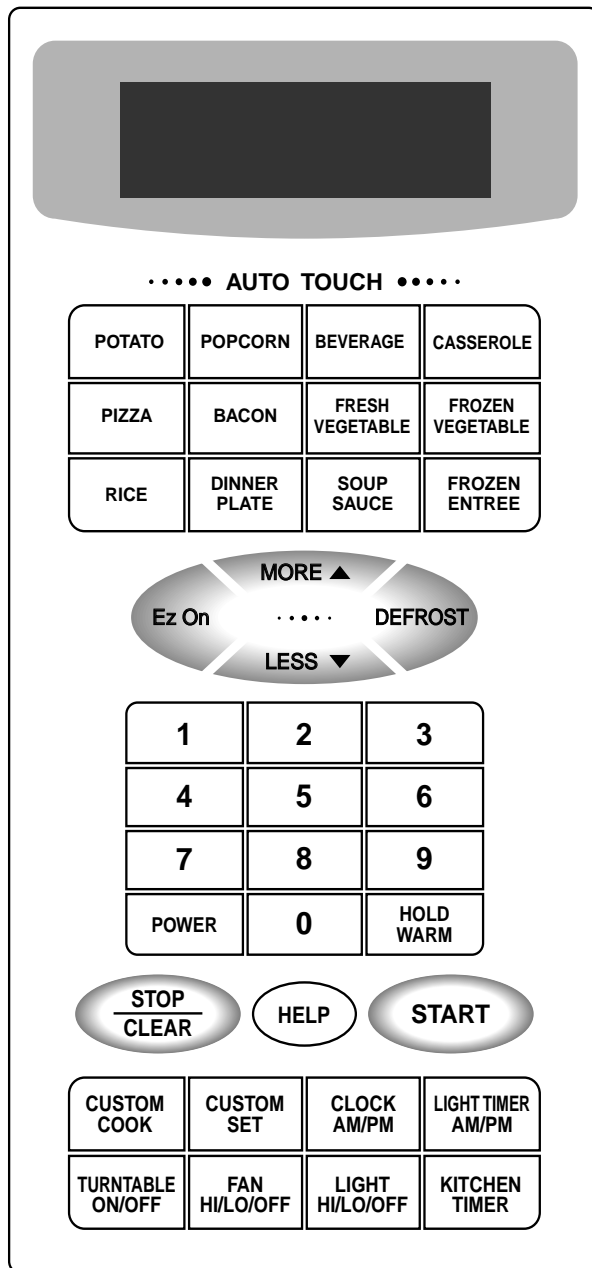 AUTO TOUCH
POTATO
POPCORN
BEVERAGE
CASSEROLE
PIZZA
BACON
FRESH
VEGETABLE
FROZEN
VEGETABLE
RICE
DINNER
PLATE
SOUP
SAUCE
FROZEN
ENTREE
MORE ▲
Ez On
DEFROST
LESS ▼
1
2
3
4
5
6
7
8
9
POWER
0
HOLD
WARM
STOP
CLEAR
HELP
START
CUSTOM
COOK
CUSTOM
SET
CLOCK
AM/PM
LIGHT TIMER
AM/PM
TURNTABLE
ON/OFF
FAN
HI/LO/OFF
LIGHT
HI/LO/OFF
KITCHEN
TIMER